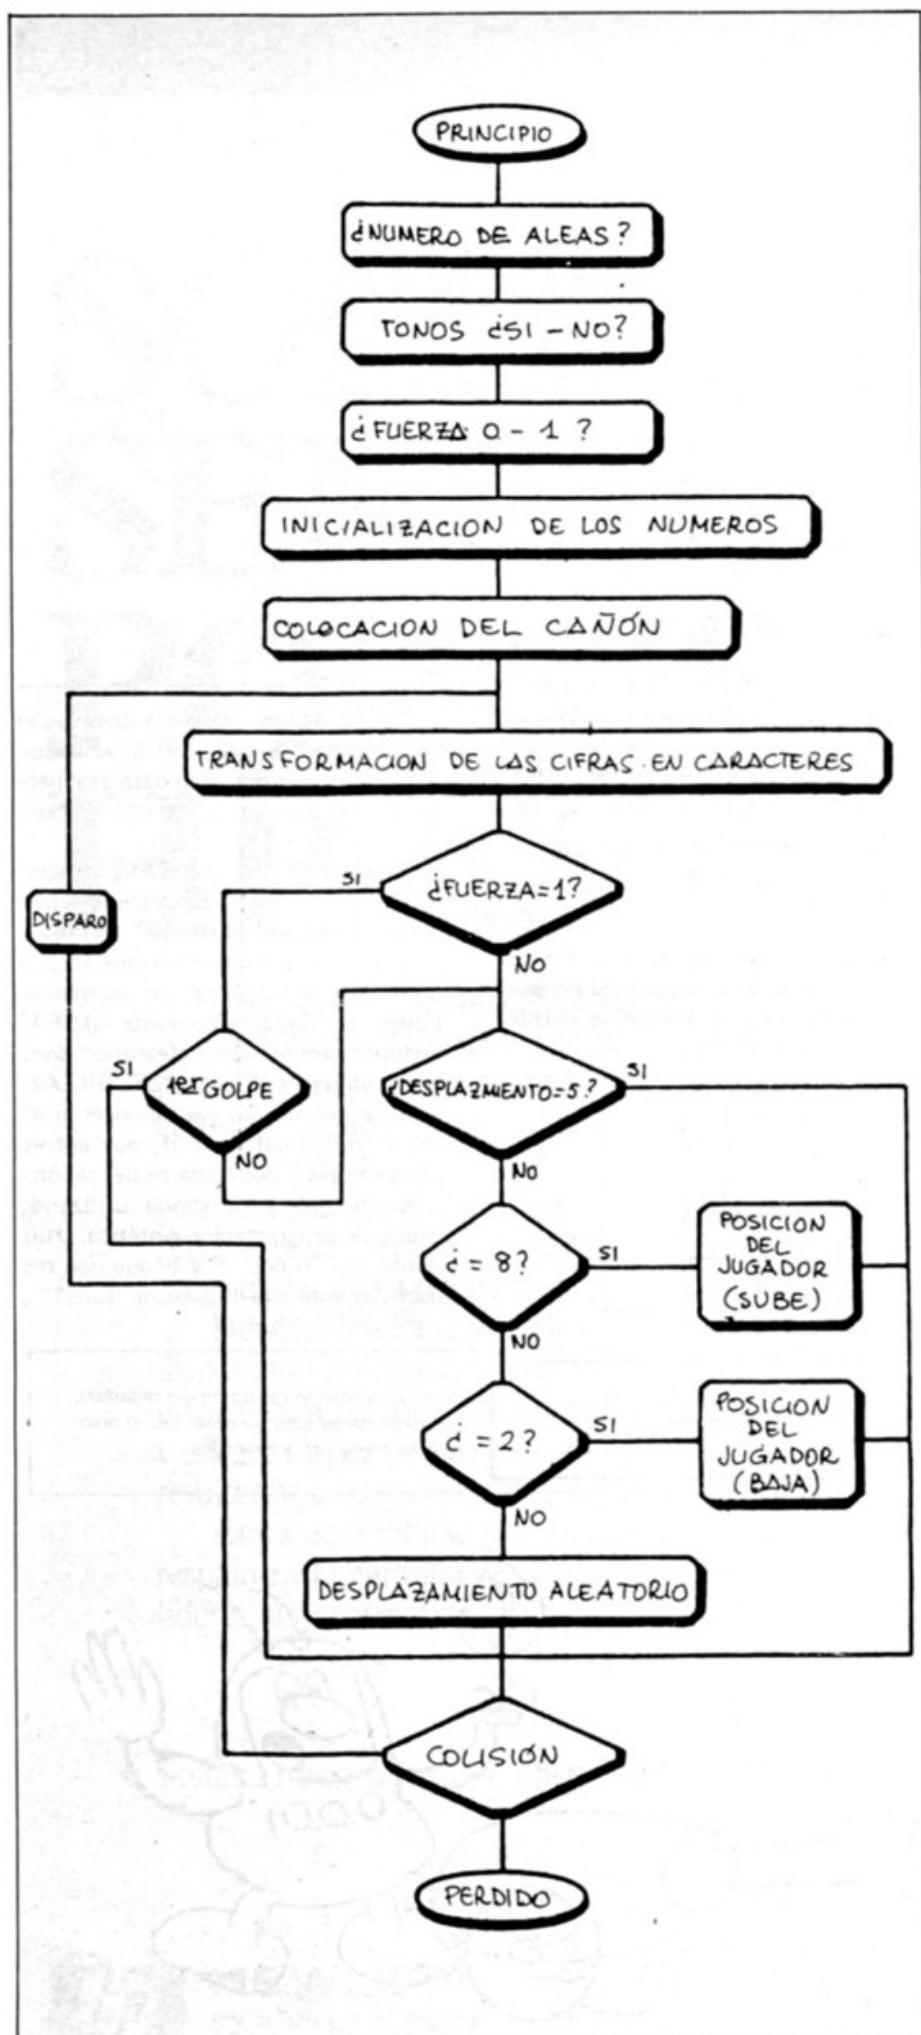 PRINCIPIO
¿NUMERO DE ALEAS?
TONOS ¿SI - NO?
¿FUERZA 0 - 1 ?
INICIALIZACION DE LOS NUMEROS
COLOCACION DEL CAÑÓN
TRANSFORMACION DE LAS CIFRAS EN CARACTERES
SI
¿FUERZA=1?
DISPARO
NO
SI
1er GOLPE
¿DESPLAZMIENTO=5?
SI
NO
NO
¿ = 8?
SI
POSICION
DEL
JUGADOR
(SUBE)
NO
¿ = 2?
SI
POSICION
DEL
JUGADOR
(BAJA)
NO
DESPLAZAMIENTO ALEATORIO
COLISIÓN
PERDIDO